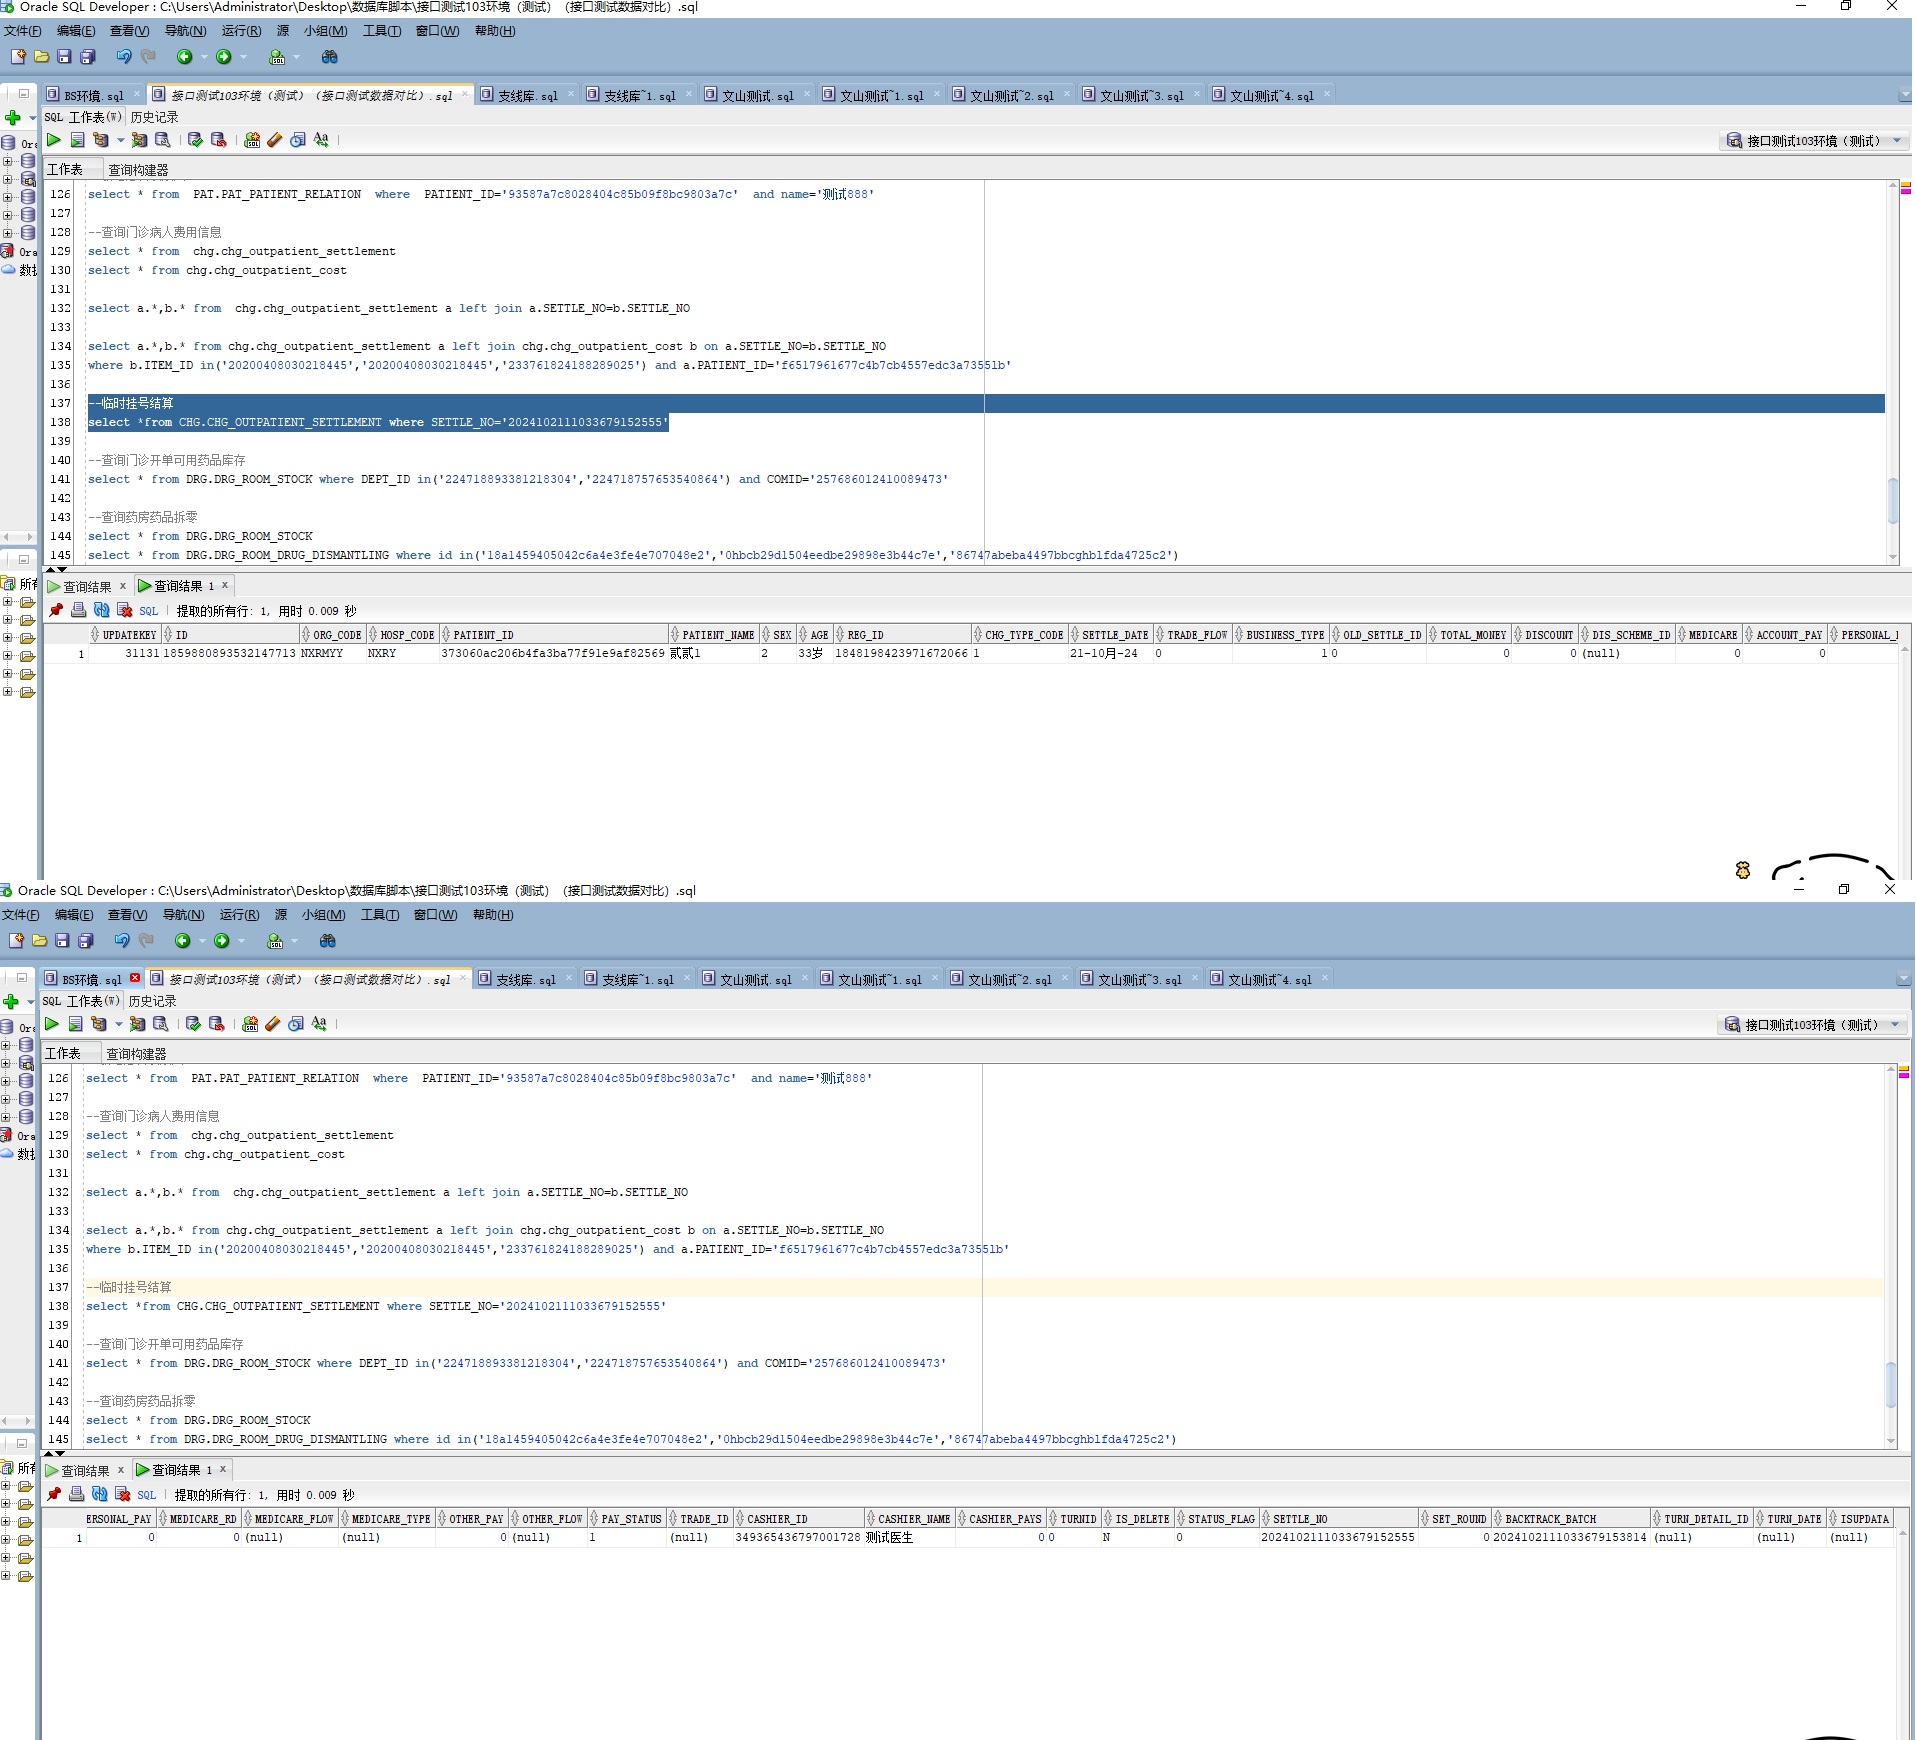 Oracle SQL Developer : C:\Users\Administrator\Desktop\数据库脚本\接口测试103环境（测试）（接口测试数据对比）.sql
文件(F) 编辑(E) 查看(V) 导航(N) 运行(R) 源 小组(M) 工具(T) 窗口(W) 帮助(H)
BS环境.sql 接口测试103环境（测试）（接口测试数据对比）.sql 支线库.sql 支线库~1.sql 文山测试.sql 文山测试~1.sql 文山测试~2.sql 文山测试~3.sql 文山测试~4.sql
SQL 工作表(W) 历史记录
接口测试103环境（测试）
工作表 查询构建器
126 select * from  PAT.PAT_PATIENT_RELATION  where  PATIENT_ID='93587a7c8028404c85b09f8bc9803a7c'  and name='测试888'
127
128 --查询门诊病人费用信息
129 select * from  chg.chg_outpatient_settlement
130 select * from chg.chg_outpatient_cost
131
132 select a.*,b.* from  chg.chg_outpatient_settlement a left join a.SETTLE_NO=b.SETTLE_NO
133
134 select a.*,b.* from chg.chg_outpatient_settlement a left join chg.chg_outpatient_cost b on a.SETTLE_NO=b.SETTLE_NO
135 where b.ITEM_ID in('20200408030218445','20200408030218445','233761824188289025') and a.PATIENT_ID='f6517961677c4b7cb4557edc3a73551b'
136
137 --临时挂号结算
138 select *from CHG.CHG_OUTPATIENT_SETTLEMENT where SETTLE_NO='2024102111033679152555'
139
140 --查询门诊开单可用药品库存
141 select * from DRG.DRG_ROOM_STOCK where DEPT_ID in('224718893381218304','224718757653540864') and COMID='257686012410089473'
142
143 --查询药房药品拆零
144 select * from DRG.DRG_ROOM_STOCK
145 select * from DRG.DRG_ROOM_DRUG_DISMANTLING where id in('18a1459405042c6a4e3fe4e707048e2','0hbcb29d1504eedbe29898e3b44c7e','86747abeba4497bbcghblfda4725c2')
查询结果 x 查询结果 1 x
SQL 提取的所有行: 1, 用时 0.009 秒
UPDATEKEY ID ORG_CODE HOSP_CODE PATIENT_ID PATIENT_NAME SEX AGE REG_ID CHG_TYPE_CODE SETTLE_DATE TRADE_FLOW BUSINESS_TYPE OLD_SETTLE_ID TOTAL_MONEY DISCOUNT DIS_SCHEME_ID MEDICARE ACCOUNT_PAY PERSONAL_
1 31131 1859880893532147713 NXRMYY NXRY 373060ac206b4fa3ba77f91e9af82569 贰贰1 2 33岁 1848198423971672066 1 21-10月-24 0 1 0 0 0 (null) 0 0
Oracle SQL Developer : C:\Users\Administrator\Desktop\数据库脚本\接口测试103环境（测试）（接口测试数据对比）.sql
文件(F) 编辑(E) 查看(V) 导航(N) 运行(R) 源 小组(M) 工具(T) 窗口(W) 帮助(H)
BS环境.sql 接口测试103环境（测试）（接口测试数据对比）.sql 支线库.sql 支线库~1.sql 文山测试.sql 文山测试~1.sql 文山测试~2.sql 文山测试~3.sql 文山测试~4.sql
SQL 工作表(W) 历史记录
接口测试103环境（测试）
工作表 查询构建器
126 select * from  PAT.PAT_PATIENT_RELATION  where  PATIENT_ID='93587a7c8028404c85b09f8bc9803a7c'  and name='测试888'
127
128 --查询门诊病人费用信息
129 select * from  chg.chg_outpatient_settlement
130 select * from chg.chg_outpatient_cost
131
132 select a.*,b.* from  chg.chg_outpatient_settlement a left join a.SETTLE_NO=b.SETTLE_NO
133
134 select a.*,b.* from chg.chg_outpatient_settlement a left join chg.chg_outpatient_cost b on a.SETTLE_NO=b.SETTLE_NO
135 where b.ITEM_ID in('20200408030218445','20200408030218445','233761824188289025') and a.PATIENT_ID='f6517961677c4b7cb4557edc3a73551b'
136
137 --临时挂号结算
138 select *from CHG.CHG_OUTPATIENT_SETTLEMENT where SETTLE_NO='2024102111033679152555'
139
140 --查询门诊开单可用药品库存
141 select * from DRG.DRG_ROOM_STOCK where DEPT_ID in('224718893381218304','224718757653540864') and COMID='257686012410089473'
142
143 --查询药房药品拆零
144 select * from DRG.DRG_ROOM_STOCK
145 select * from DRG.DRG_ROOM_DRUG_DISMANTLING where id in('18a1459405042c6a4e3fe4e707048e2','0hbcb29d1504eedbe29898e3b44c7e','86747abeba4497bbcghblfda4725c2')
查询结果 x 查询结果 1 x
SQL 提取的所有行: 1, 用时 0.009 秒
ERSONAL_PAY MEDICARE_RD MEDICARE_FLOW MEDICARE_TYPE OTHER_PAY OTHER_FLOW PAY_STATUS TRADE_ID CASHIER_ID CASHIER_NAME CASHIER_PAYS TURNID IS_DELETE STATUS_FLAG SETTLE_NO SET_ROUND BACKTRACK_BATCH TURN_DETAIL_ID TURN_DATE ISUPDATA
1 0 0 (null) (null) 0 (null) 1 (null) 349365436797001728 测试医生 0 0 N 0 2024102111033679152555 0 2024102111033679153814 (null) (null) (null)